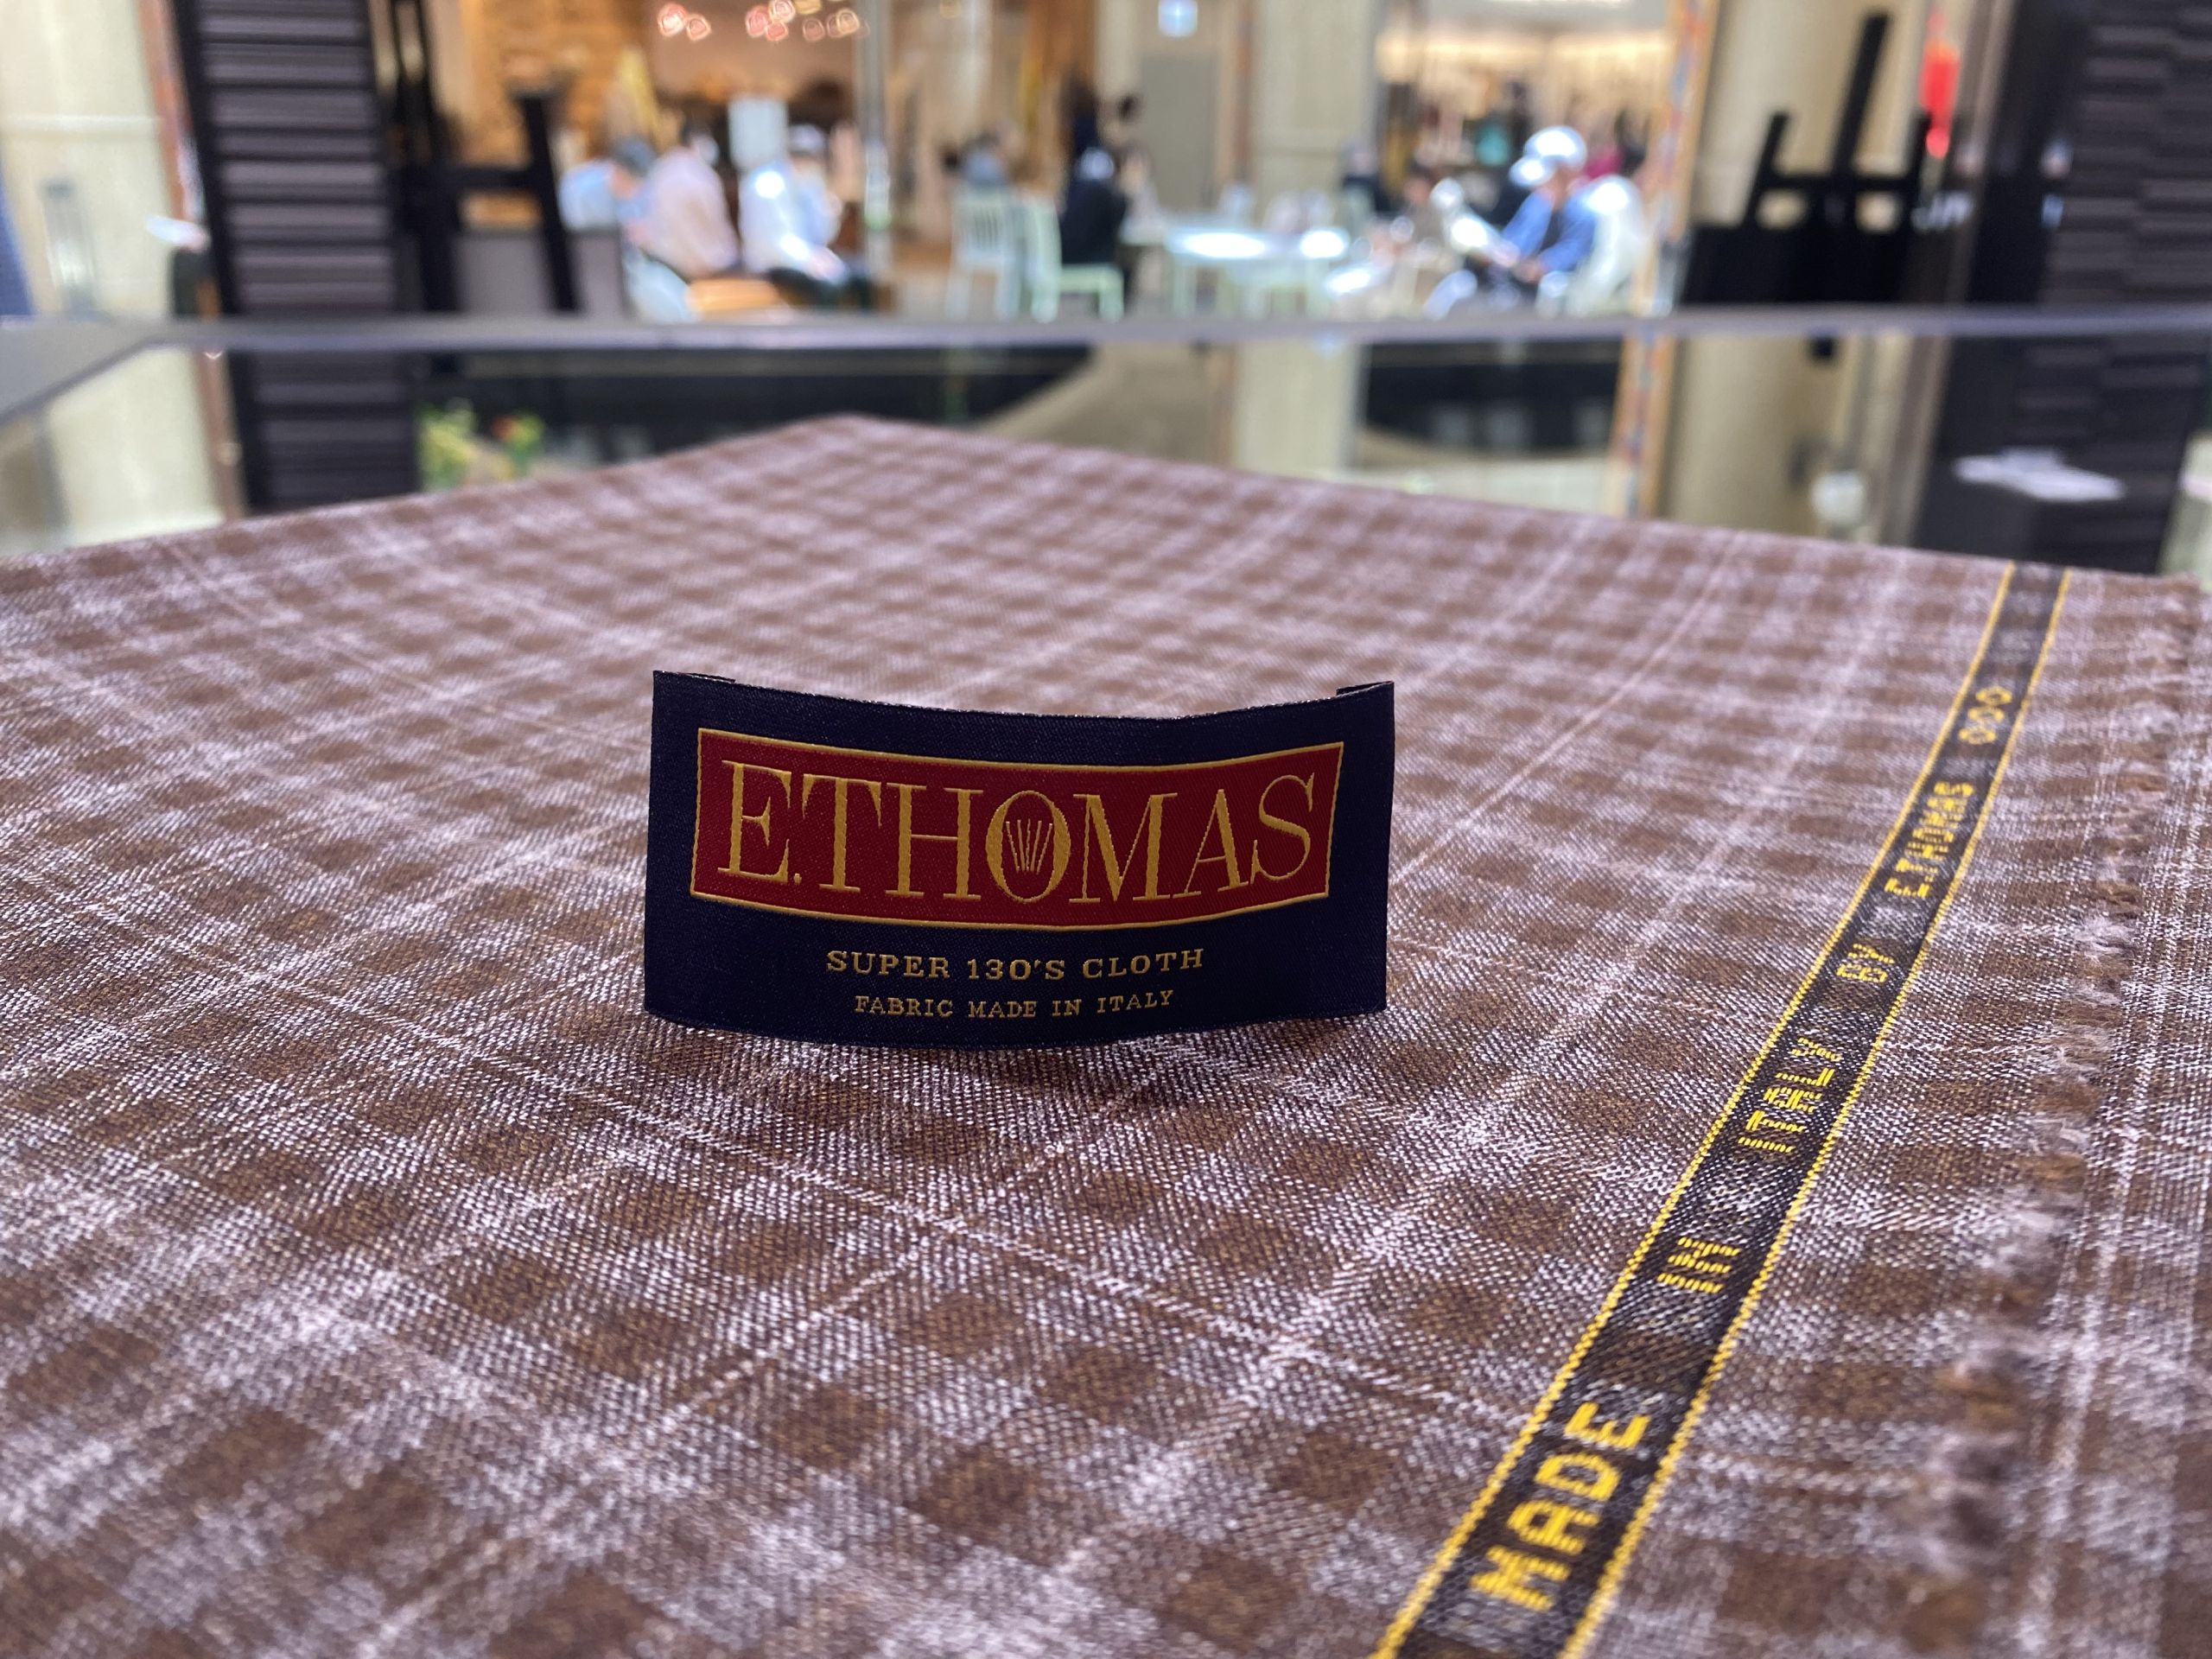 E.THOMAS
SUPER 130'S CLOTH
FABRIC MADE IN ITALY
MADE IN ITALY BY E.THOMAS